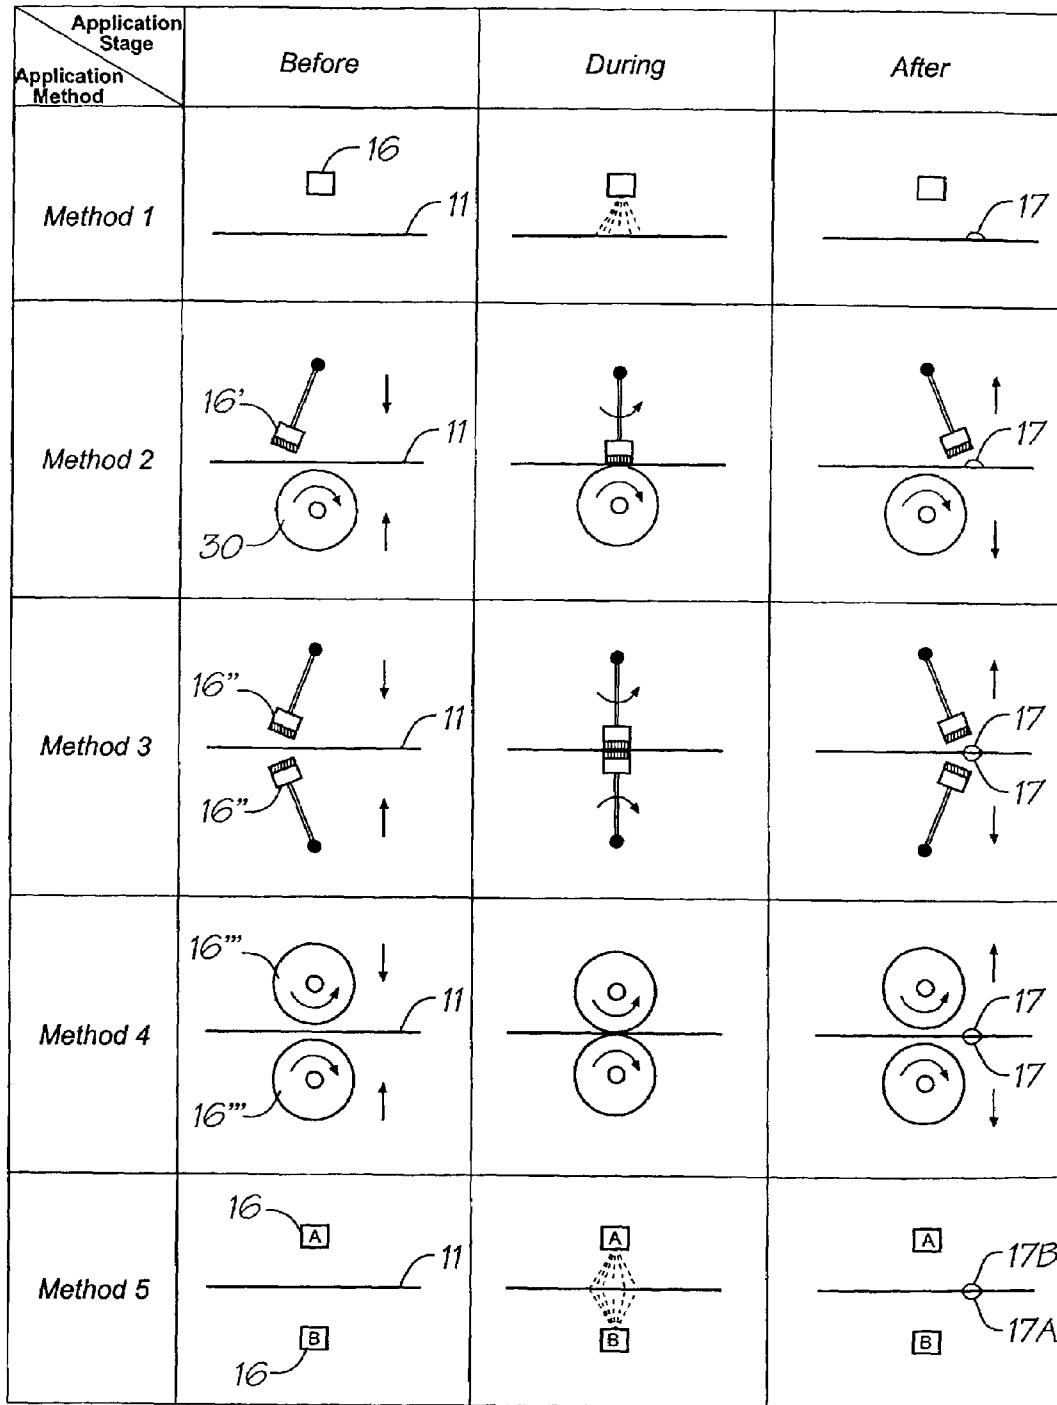 Application
Stage
Application
Method
Before
During
After
Method 1
16
11
17
Method 2
16'
11
30
17
Method 3
16"
11
16"
17
17
Method 4
16'''
11
16'''
17
17
Method 5
16
A
11
B
16
A
B
A
17B
17A
B